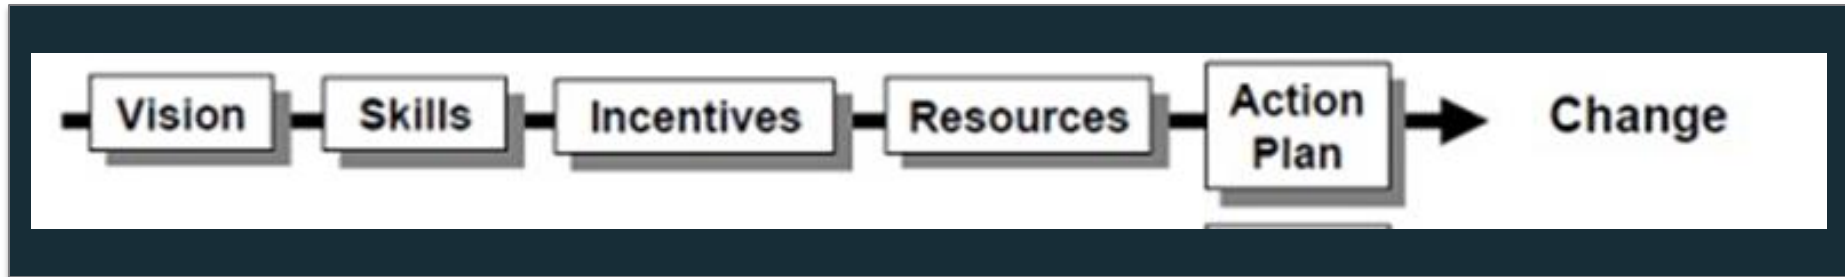 Vision
Skills
Incentives
Resources
Action
Plan
Change